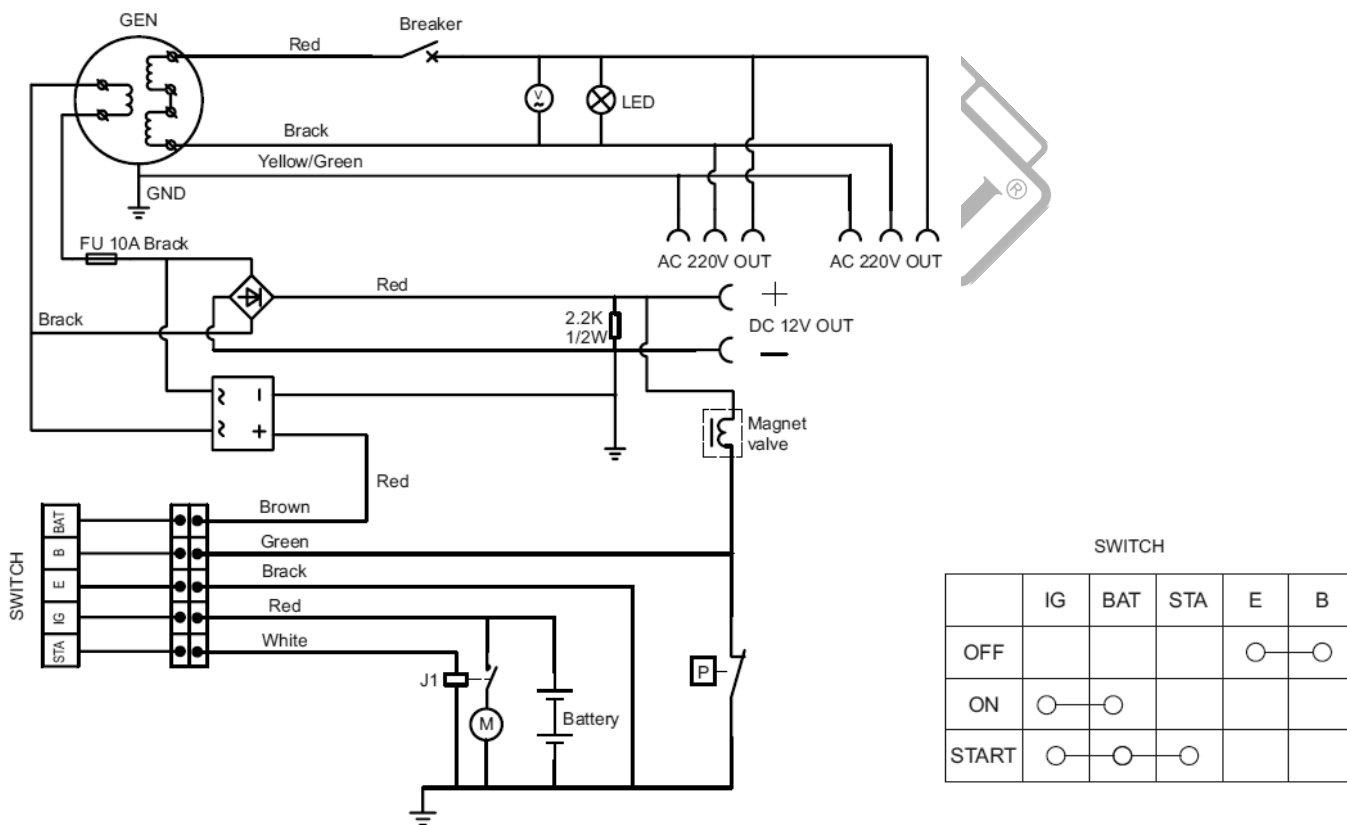 GEN
Breaker
Red
V
~
LED
Brack
Yellow/Green
GND
®
FU 10A Brack
AC 220V OUT
AC 220V OUT
Red
+
2.2K
1/2W
DC 12V OUT
−
Brack
~ −
~ +
Magnet
valve
Red
SWITCH
BAT
B
E
IG
STA
Brown
Green
Brack
Red
White
J1
M
Battery
P
SWITCH
IG BAT STA E B
OFF
ON
START